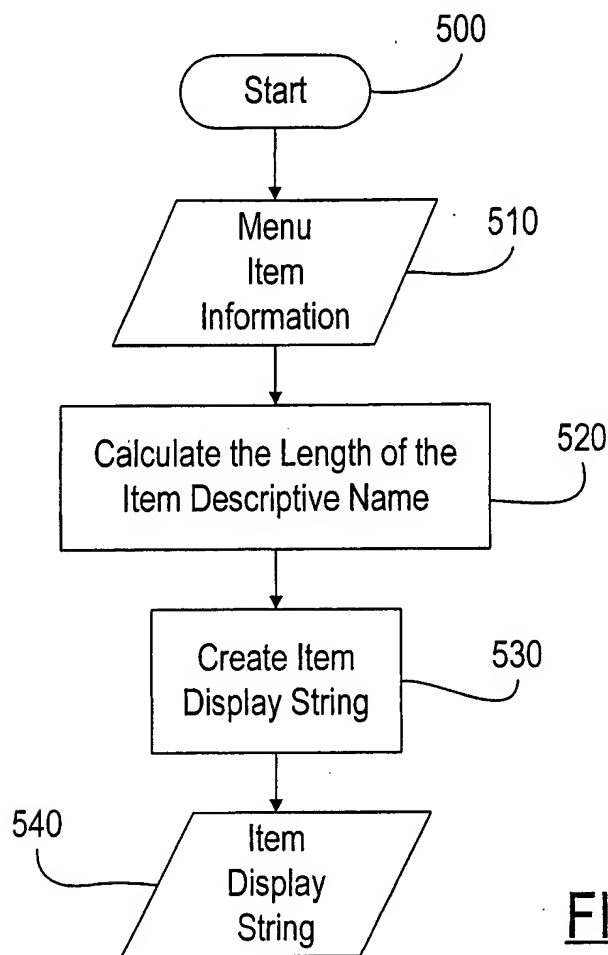 500
Start
510
Menu
Item
Information
520
Calculate the Length of the
Item Descriptive Name
530
Create Item
Display String
540
Item
Display
String
FI